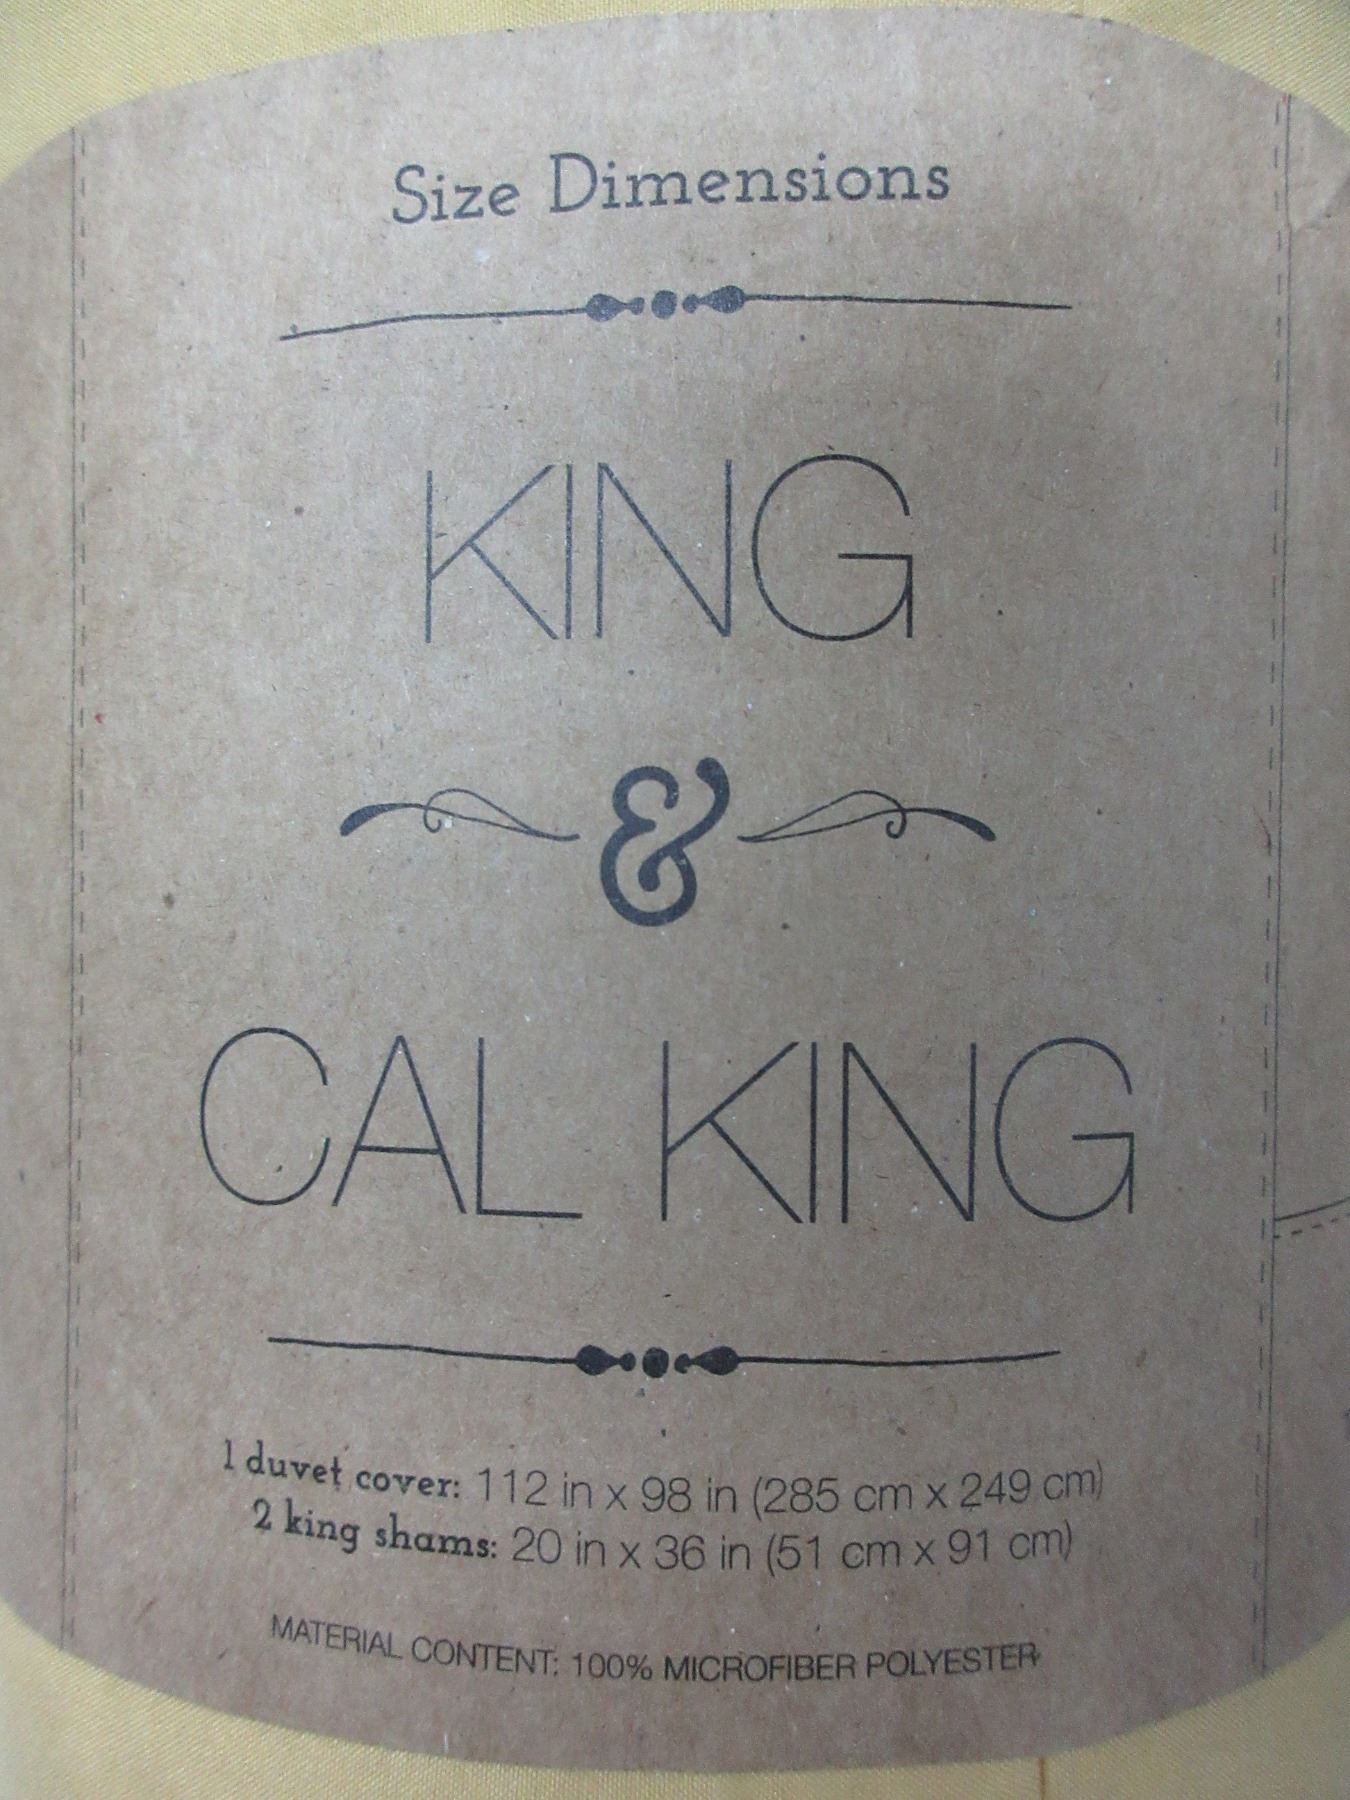 Size Dimensions
KING
&
CAL KING
1 duvet cover: 112 in x 98 in (285 cm x 249 cm)
2 king shams: 20 in x 36 in (51 cm x 91 cm)
MATERIAL CONTENT: 100% MICROFIBER POLYESTER